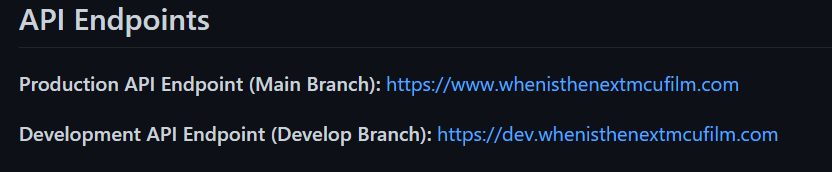 API Endpoints
Production API Endpoint (Main Branch): https://www.whenisthenextmcufilm.com
Development API Endpoint (Develop Branch): https://dev.whenisthenextmcufilm.com